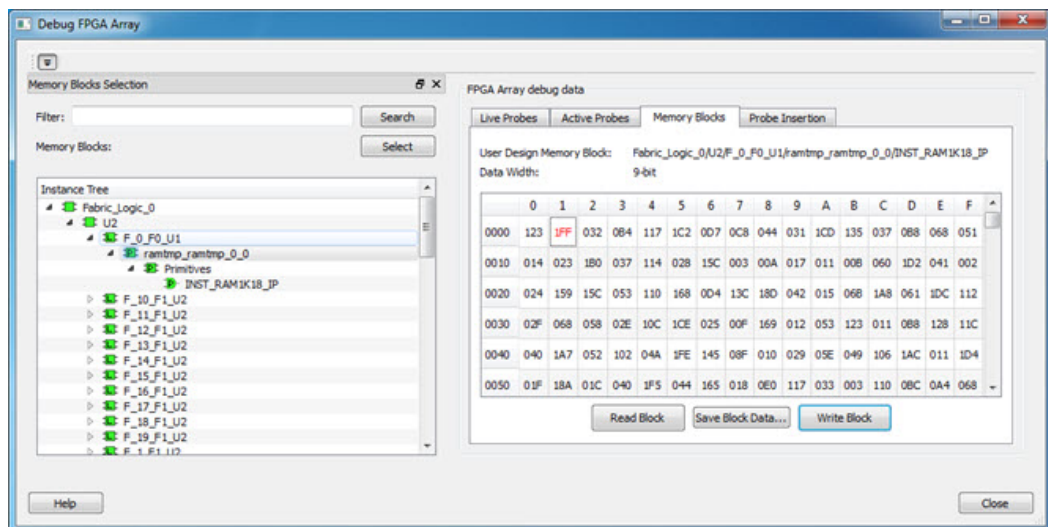 Debug FPGA Array
Memory Blocks Selection
Filter:
Search
Memory Blocks:
Select
Instance Tree
Fabric_Logic_0
U2
F_0_F0_U1
ramtmp_ramtmp_0_0
Primitives
INST_RAM1K18_IP
F_10_F1_U2
F_11_F1_U2
F_12_F1_U2
F_13_F1_U2
F_14_F1_U2
F_15_F1_U2
F_16_F1_U2
F_17_F1_U2
F_18_F1_U2
F_19_F1_U2
F_1_F1_U2
FPGA Array debug data
Live Probes Active Probes Memory Blocks Probe Insertion
User Design Memory Block: Fabric_Logic_0/U2/F_0_F0_U1/ramtmp_ramtmp_0_0/INST_RAM1K18_IP
Data Width: 9-bit
0 1 2 3 4 5 6 7 8 9 A B C D E F
0000 123 1FF 032 0B4 117 1C2 0D7 0C8 044 031 1CD 135 037 0B8 068 051
0010 014 023 1B0 037 114 028 15C 003 00A 017 011 00B 060 1D2 041 002
0020 024 159 15C 053 110 168 0D4 13C 18D 042 015 06B 1A8 061 1DC 112
0030 02F 068 058 02E 10C 1CE 025 00F 169 012 053 123 011 0B8 128 11C
0040 040 1A7 052 102 04A 1FE 145 08F 010 029 05E 049 106 1AC 011 1D4
0050 01F 18A 01C 040 1F5 044 165 018 0E0 117 033 003 110 0BC 0A4 068
Read Block Save Block Data... Write Block
Help
Close